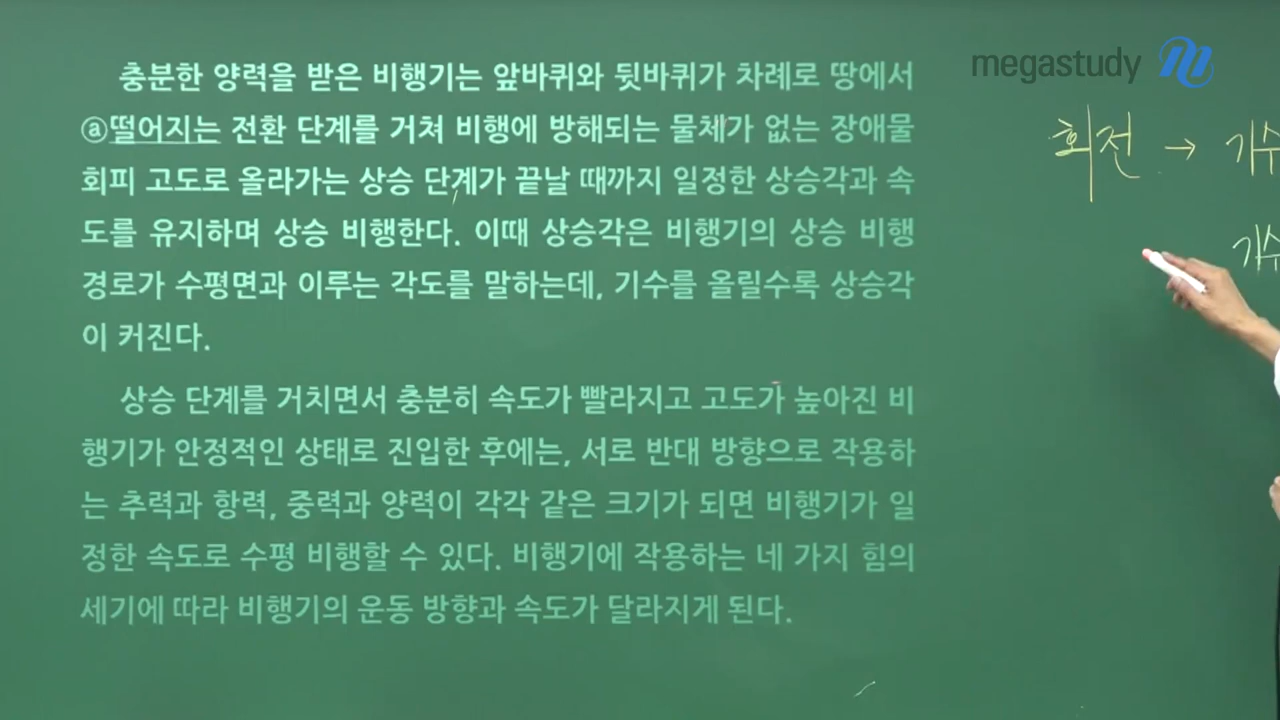 megastudy
충분한 양력을 받은 비행기는 앞바퀴와 뒷바퀴가 차례로 땅에서
ⓐ떨어지는 전환 단계를 거쳐 비행에 방해되는 물체가 없는 장애물
회피 고도로 올라가는 상승 단계가 끝날 때까지 일정한 상승각과 속
도를 유지하며 상승 비행한다. 이때 상승각은 비행기의 상승 비행
경로가 수평면과 이루는 각도를 말하는데, 기수를 올릴수록 상승각
이 커진다.
상승 단계를 거치면서 충분히 속도가 빨라지고 고도가 높아진 비
행기가 안정적인 상태로 진입한 후에는, 서로 반대 방향으로 작용하
는 추력과 항력, 중력과 양력이 각각 같은 크기가 되면 비행기가 일
정한 속도로 수평 비행할 수 있다. 비행기에 작용하는 네 가지 힘의
세기에 따라 비행기의 운동 방향과 속도가 달라지게 된다.
회전 → 기수
기수